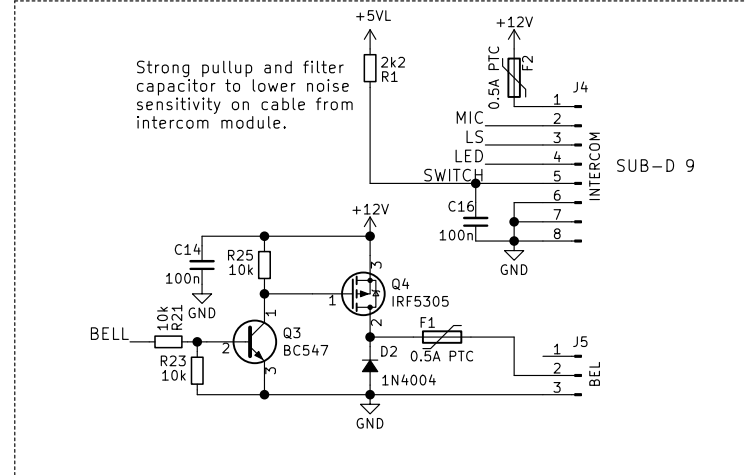 +5VL
+12V
2k2
R1
0.5A PTC
F2
Strong pullup and filter
capacitor to lower noise
sensitivity on cable from
intercom module.
J4
1
MIC
2
LS
3
LED
4
SWITCH
5
6
7
8
INTERCOM
SUB-D 9
C16
100n
GND
+12V
C14
100n
GND
R25
10k
3
Q4
IRF5305
1
2
10k
R21
BELL
1
Q3
BC547
2
3
R23
10k
F1
0.5A PTC
D2
1N4004
J5
1
2
3
BEL
GND